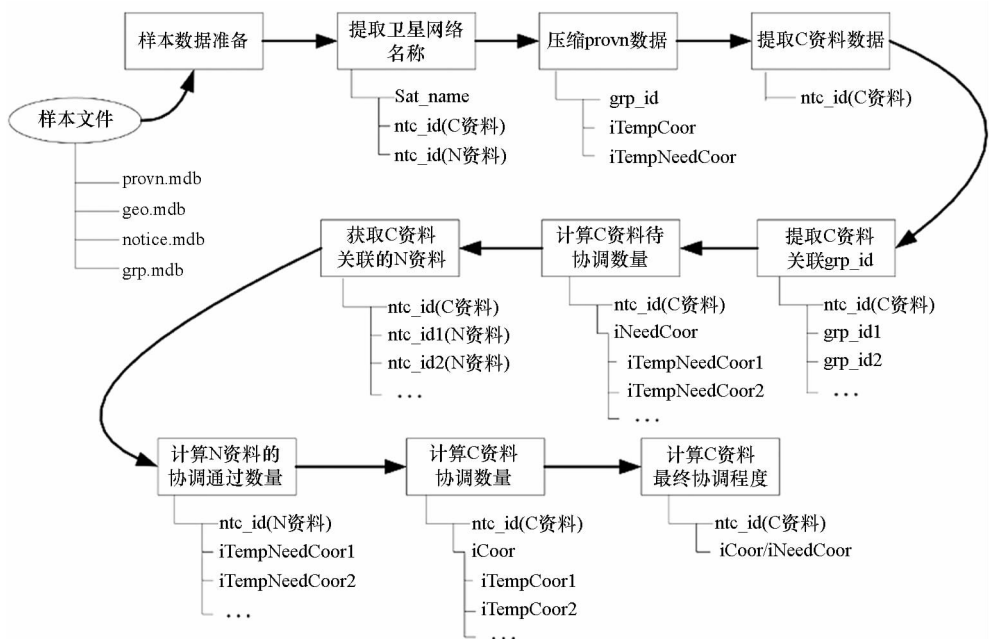 样本数据准备
提取卫星网络
名称
压缩provn数据
提取C资料数据
Sat_name
ntc_id(C资料)
ntc_id(N资料)
grp_id
iTempCoor
iTempNeedCoor
ntc_id(C资料)
样本文件
provn.mdb
geo.mdb
notice.mdb
grp.mdb
提取C资料
关联grp_id
ntc_id(C资料)
grp_id1
grp_id2
...
计算C资料待
协调数量
ntc_id(C资料)
iNeedCoor
iTempNeedCoor1
iTempNeedCoor2
...
获取C资料
关联的N资料
ntc_id(C资料)
ntc_id1(N资料)
ntc_id2(N资料)
...
计算N资料的
协调通过数量
ntc_id(N资料)
iTempNeedCoor1
iTempNeedCoor2
...
计算C资料
协调数量
ntc_id(C资料)
iCoor
iTempCoor1
iTempCoor2
...
计算C资料
最终协调程度
ntc_id(C资料)
iCoor/iNeedCoor